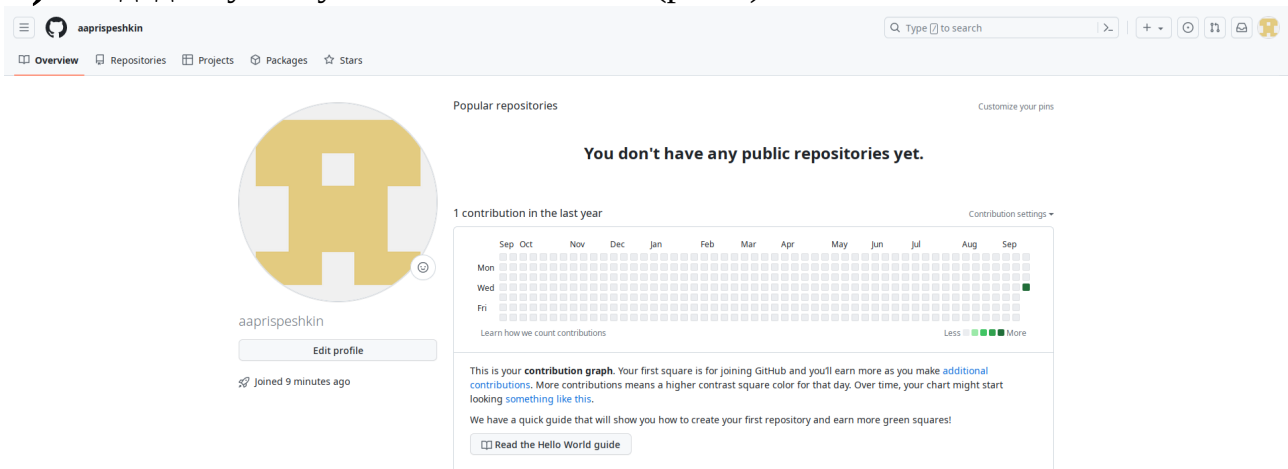 aaprispeshkin
Type / to search
Overview Repositories Projects Packages Stars
Popular repositories
Customize your pins
You don't have any public repositories yet.
1 contribution in the last year
Contribution settings
Sep Oct Nov Dec Jan Feb Mar Apr May Jun Jul Aug Sep
Mon
Wed
Fri
Learn how we count contributions
Less More
aaprispeshkin
Edit profile
Joined 9 minutes ago
This is your contribution graph. Your first square is for joining GitHub and you'll earn more as you make additional
contributions. More contributions means a higher contrast square color for that day. Over time, your chart might start
looking something like this.
We have a quick guide that will show you how to create your first repository and earn more green squares!
Read the Hello World guide